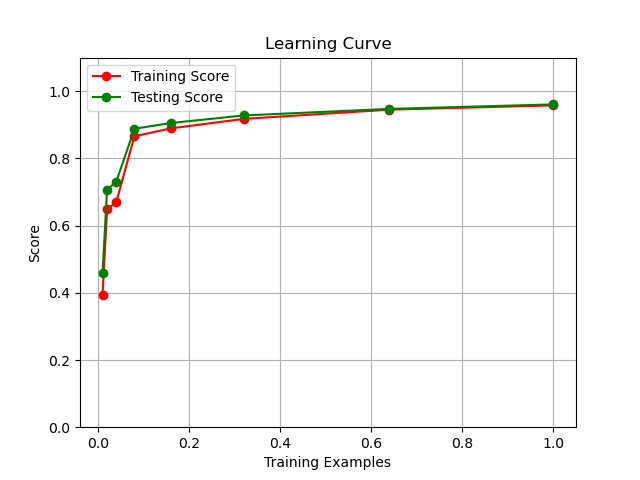 Learning Curve
Training Score
Testing Score
1.0
0.8
0.6
0.4
0.2
0.0
Score
0.0 0.2 0.4 0.6 0.8 1.0
Training Examples